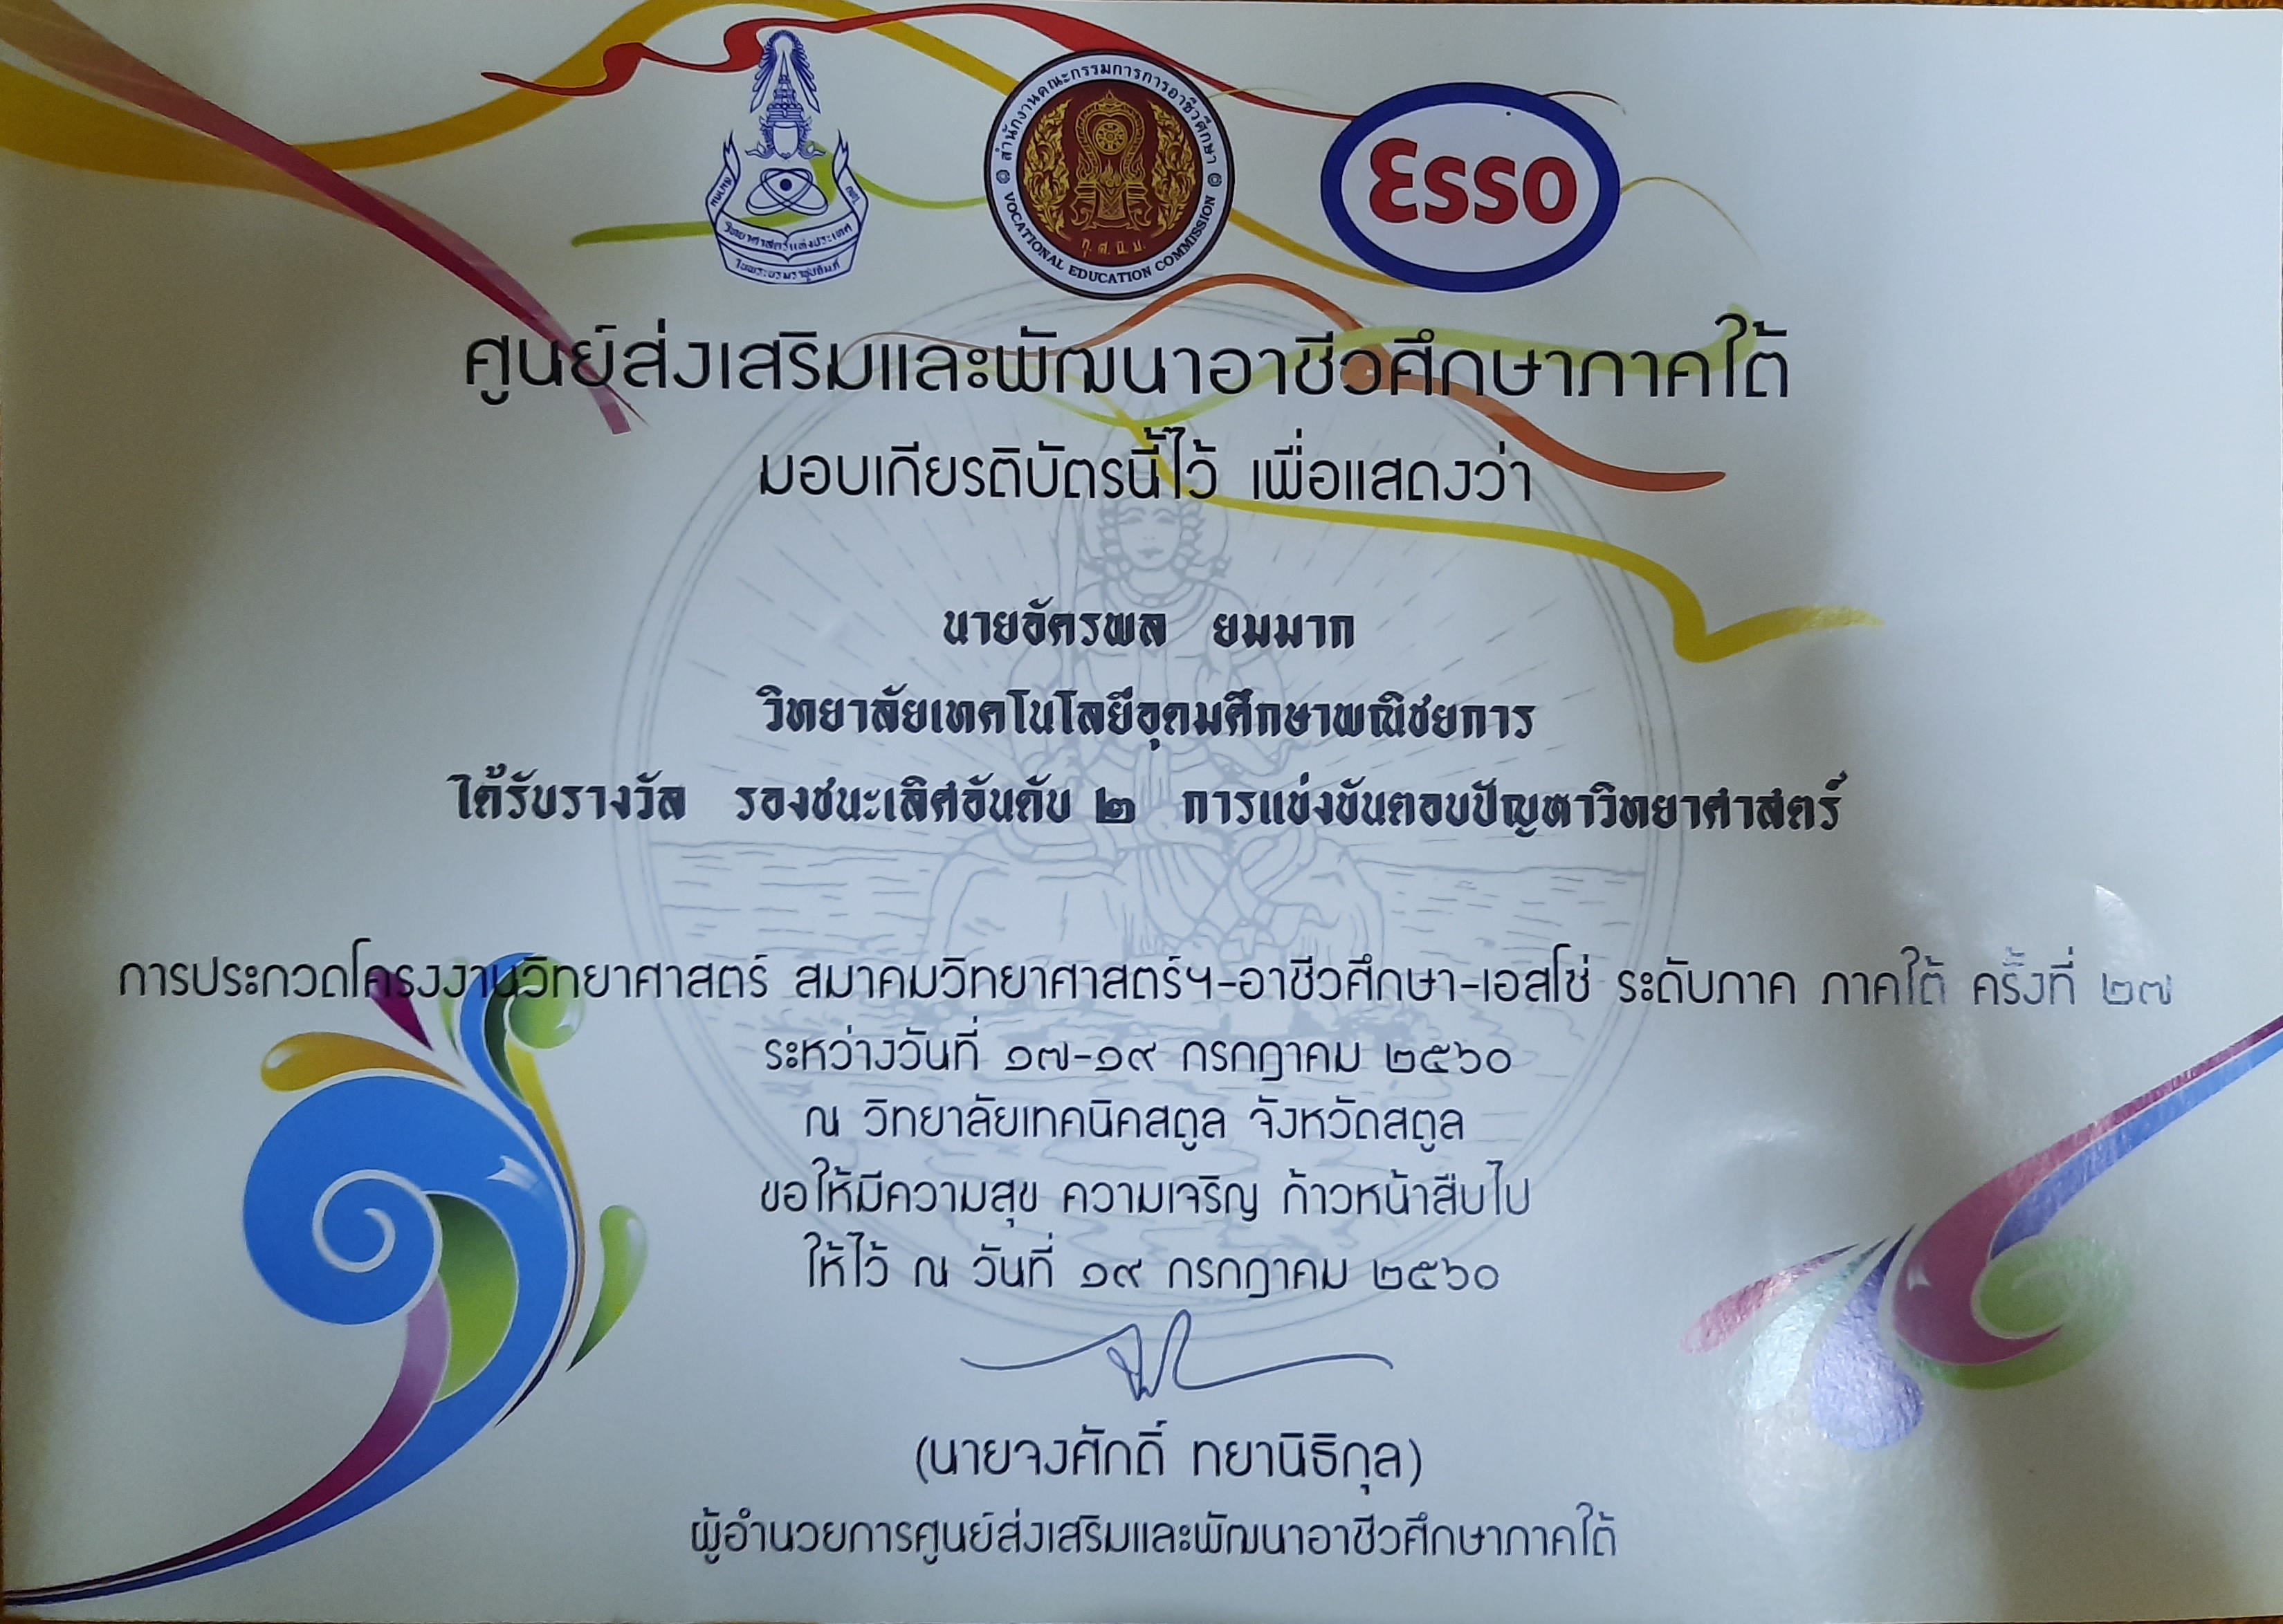 สำนักงานคณะกรรมการการอาชีวศึกษา
ก.ศ.ธ.ม.
VOCATIONAL EDUCATION COMMISSION
วิทยาศาสตร์แห่งประเทศ
ในพระบรมราชูปถัมภ์
Esso
ศูนย์ส่งเสริมและพัฒนาอาชีวศึกษาภาคใต้
มอบเกียรติบัตรนี้ไว้ เพื่อแสดงว่า
นายอัครพล ยมมาก
วิทยาลัยเทคโนโลยีอุดมศึกษาพณิชยการ
ได้รับรางวัล รองชนะเลิศอันดับ ๒ การแข่งขันตอบปัญหาวิทยาศาสตร์
การประกวดโครงงานวิทยาศาสตร์ สมาคมวิทยาศาสตร์ฯ-อาชีวศึกษา-เอสโซ่ ระดับภาค ภาคใต้ ครั้งที่ ๒๗
ระหว่างวันที่ ๑๗-๑๙ กรกฎาคม ๒๕๖๐
ณ วิทยาลัยเทคนิคสตูล จังหวัดสตูล
ขอให้มีความสุข ความเจริญ ก้าวหน้าสืบไป
ให้ไว้ ณ วันที่ ๑๙ กรกฎาคม ๒๕๖๐
(นายจงศักดิ์ ทยานิธิกุล)
ผู้อำนวยการศูนย์ส่งเสริมและพัฒนาอาชีวศึกษาภาคใต้